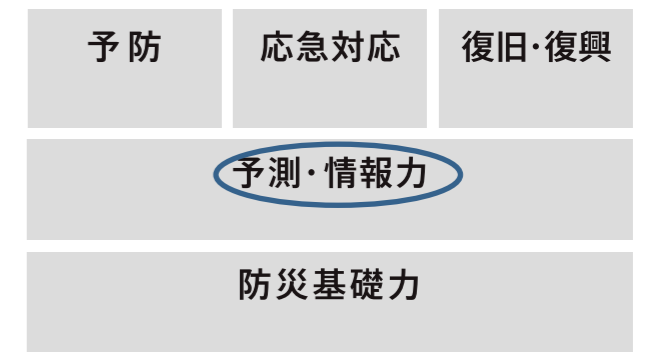 予防
応急対応
復旧・復興
予測・情報力
防災基礎力